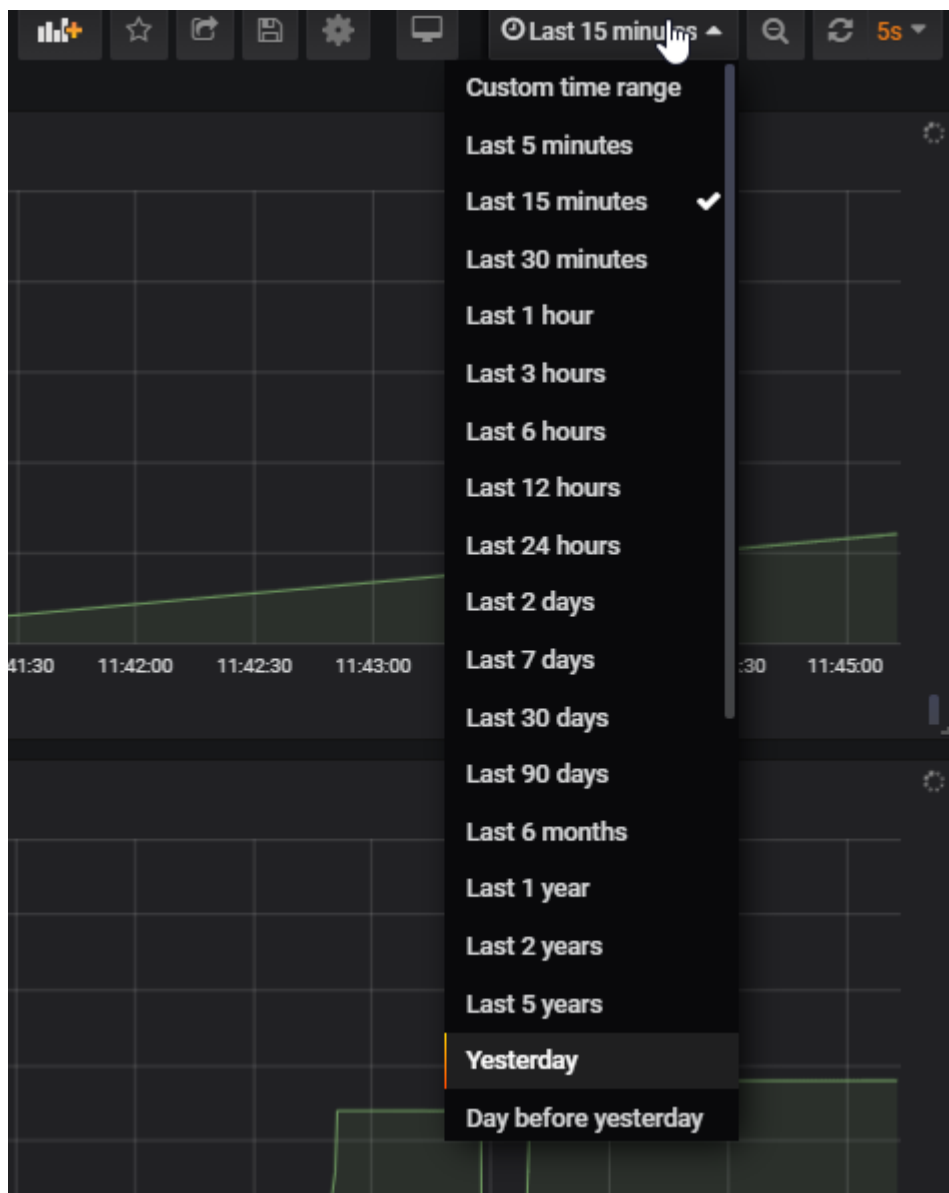 Last 15 minutes
5s
Custom time range
Last 5 minutes
Last 15 minutes
Last 30 minutes
Last 1 hour
Last 3 hours
Last 6 hours
Last 12 hours
Last 24 hours
Last 2 days
Last 7 days
Last 30 days
Last 90 days
Last 6 months
Last 1 year
Last 2 years
Last 5 years
Yesterday
Day before yesterday
41:30 11:42:00 11:42:30 11:43:00 :30 11:45:00